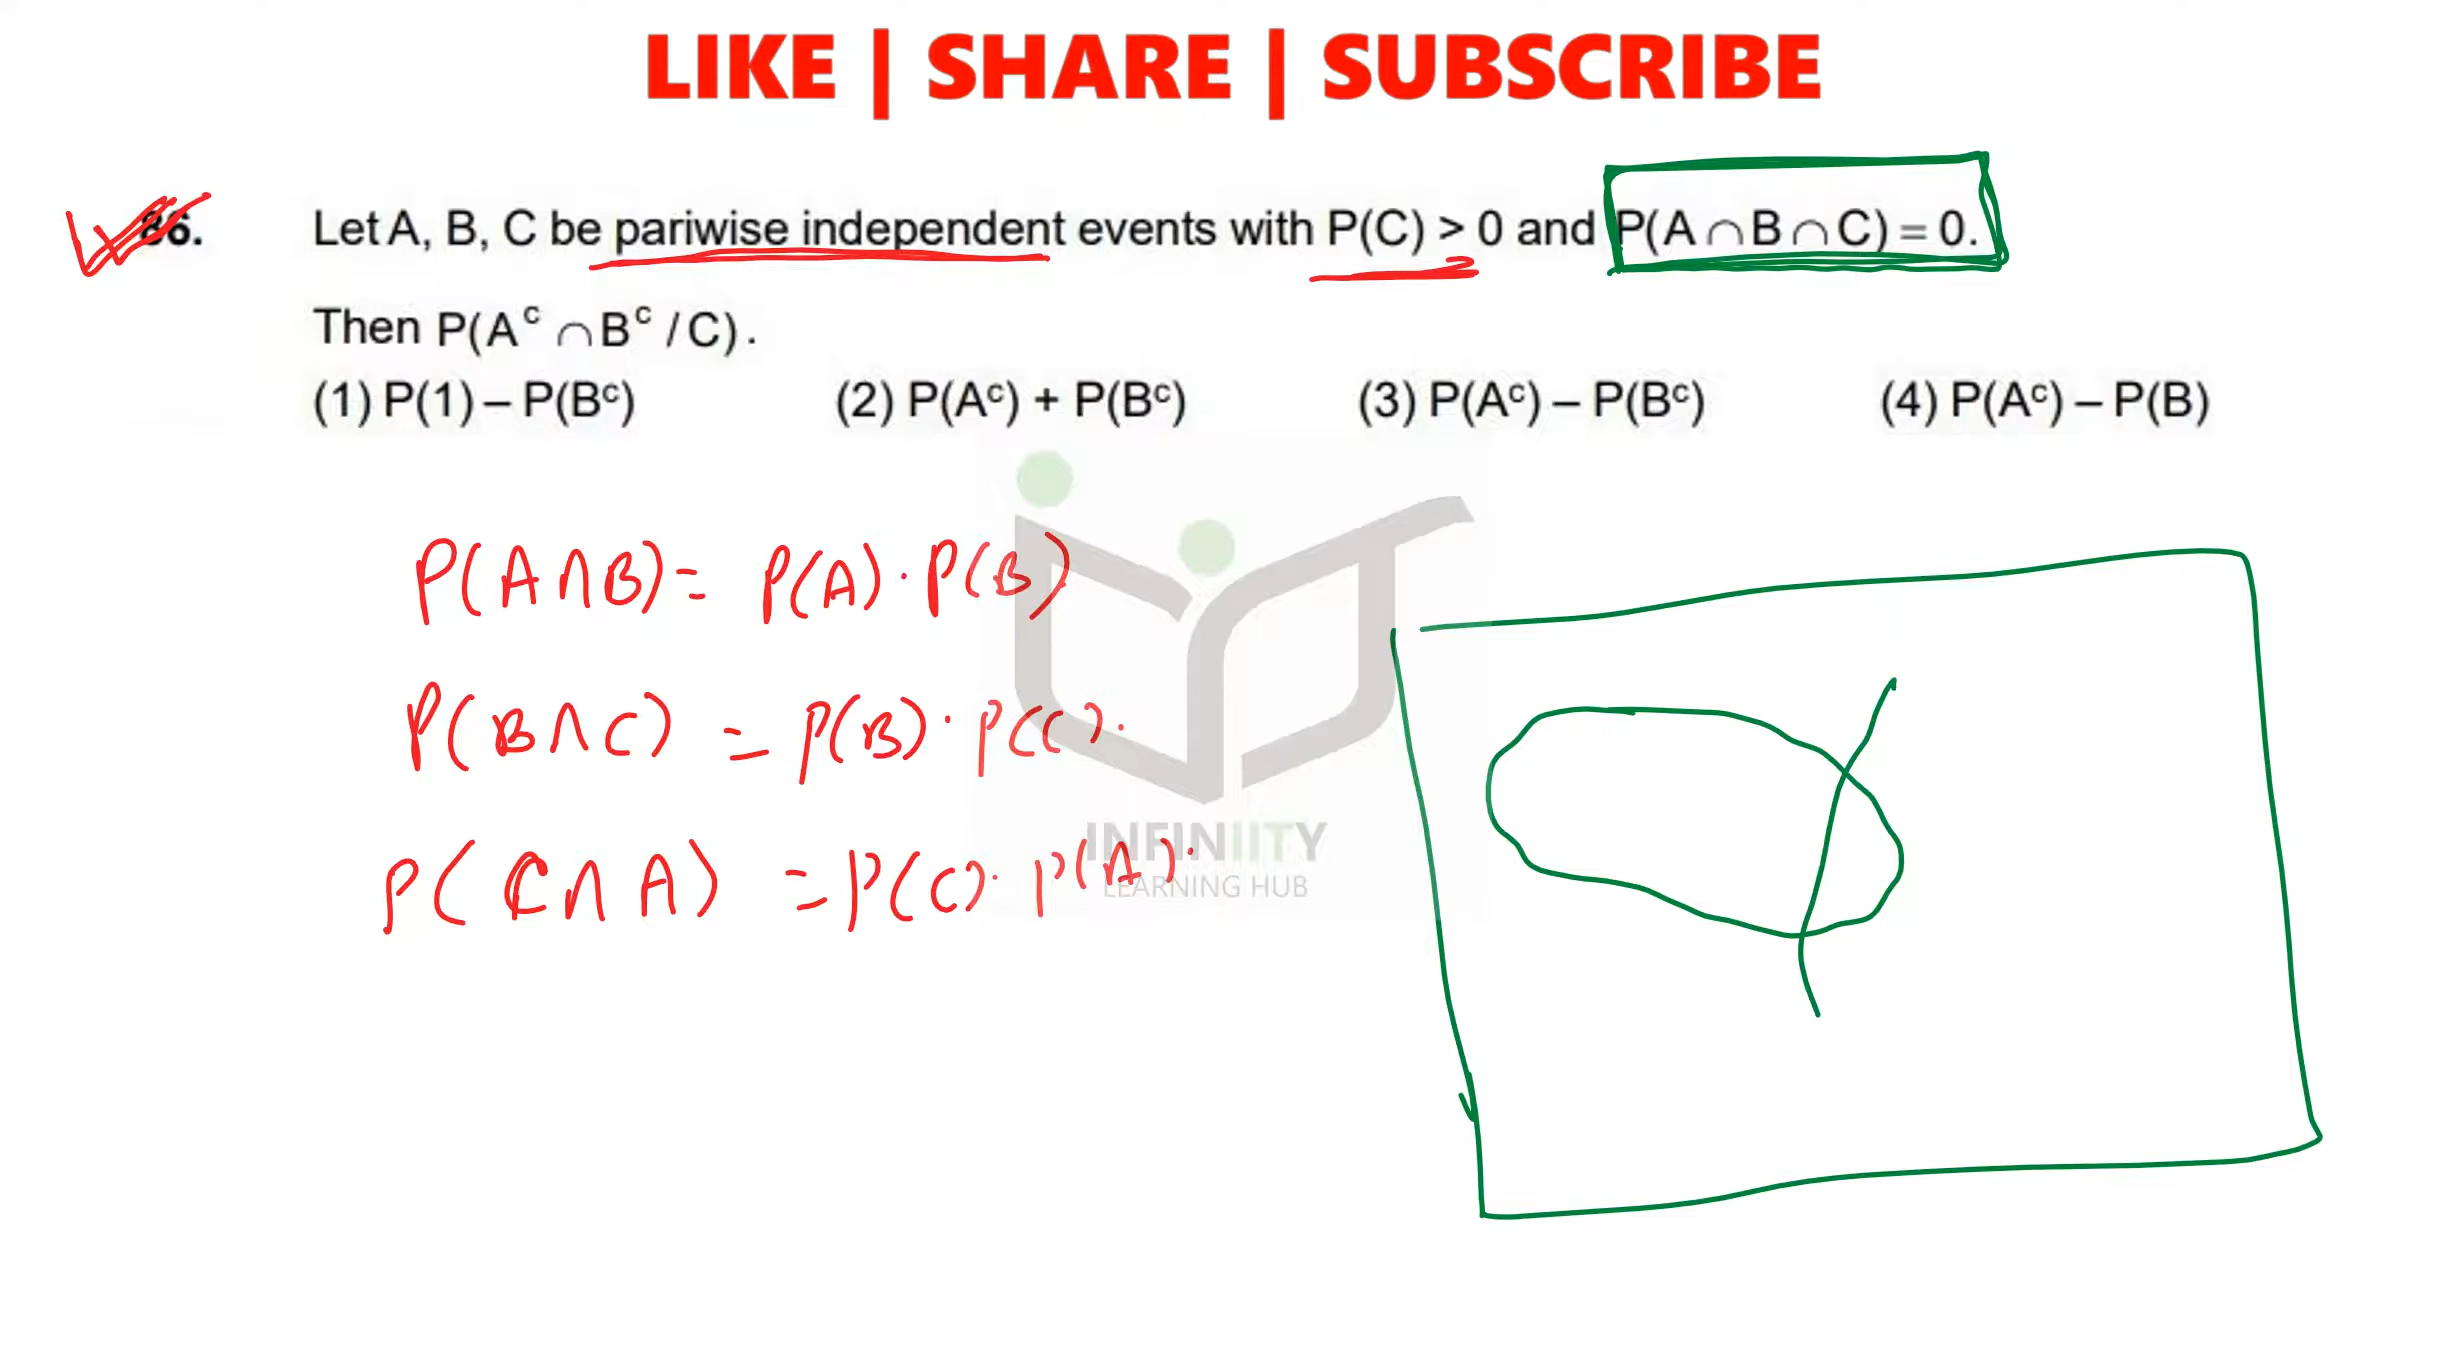 LIKE | SHARE | SUBSCRIBE
86. Let A, B, C be pariwise independent events with P(C) > 0 and P(A ∩ B ∩ C) = 0.
Then P(Aᶜ ∩ Bᶜ / C).
(1) P(1) – P(Bᶜ) (2) P(Aᶜ) + P(Bᶜ) (3) P(Aᶜ) – P(Bᶜ) (4) P(Aᶜ) – P(B)
P(A∩B) = P(A) · P(B)
P(B∩C) = P(B) · P(C) ·
P(C∩A) = P(C) · P(A) ·
INFINIITY
LEARNING HUB